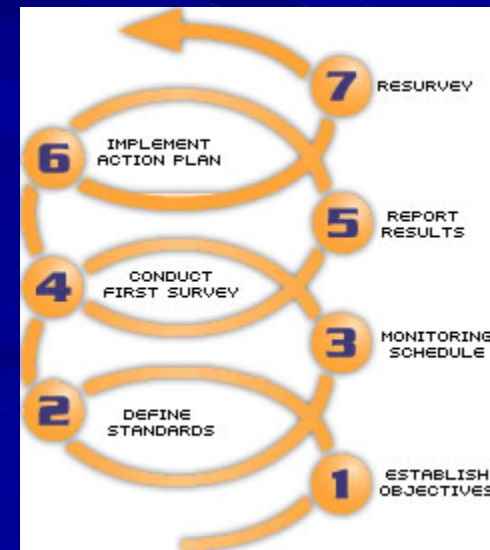 7
RESURVEY
6
IMPLEMENT
ACTION PLAN
5
REPORT
RESULTS
4
CONDUCT
FIRST SURVEY
3
MONITORING
SCHEDULE
2
DEFINE
STANDARDS
1
ESTABLISH
OBJECTIVES